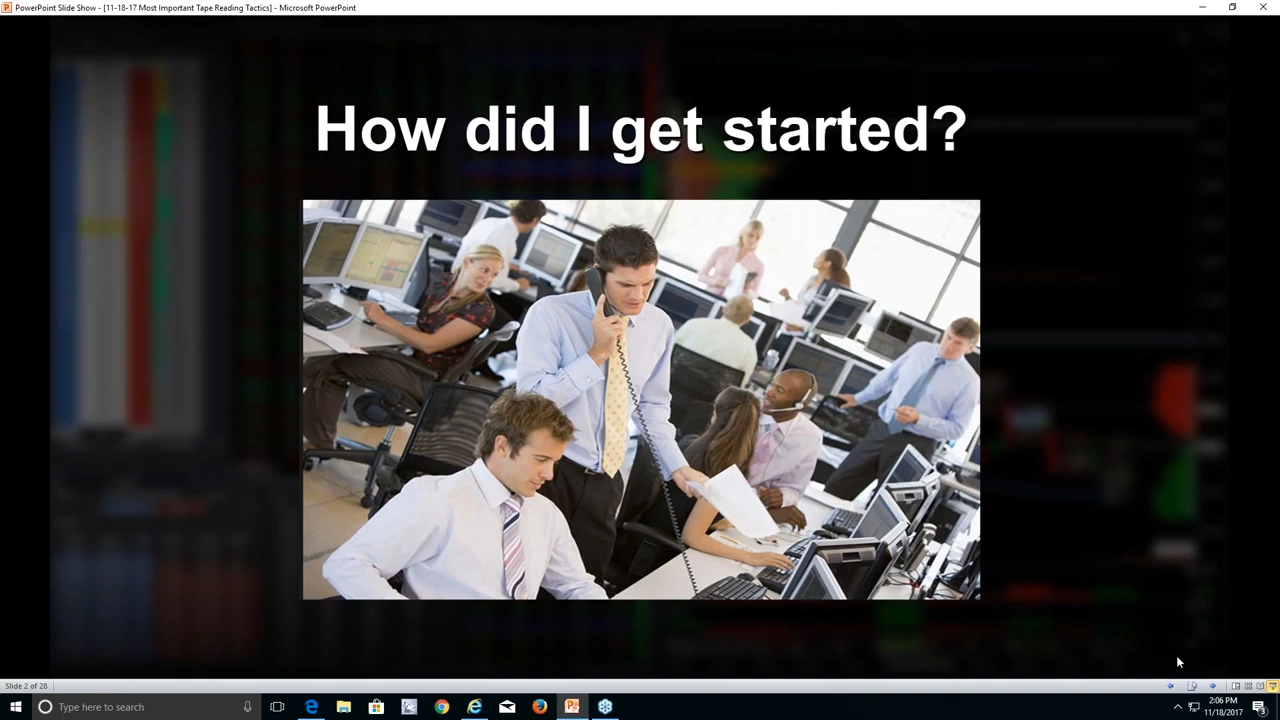 PowerPoint Slide Show - [11-18-17 Most Important Tape Reading Tactics] - Microsoft PowerPoint
How did I get started?
Slide 2 of 28
Type here to search
2:06 PM
11/18/2017
3